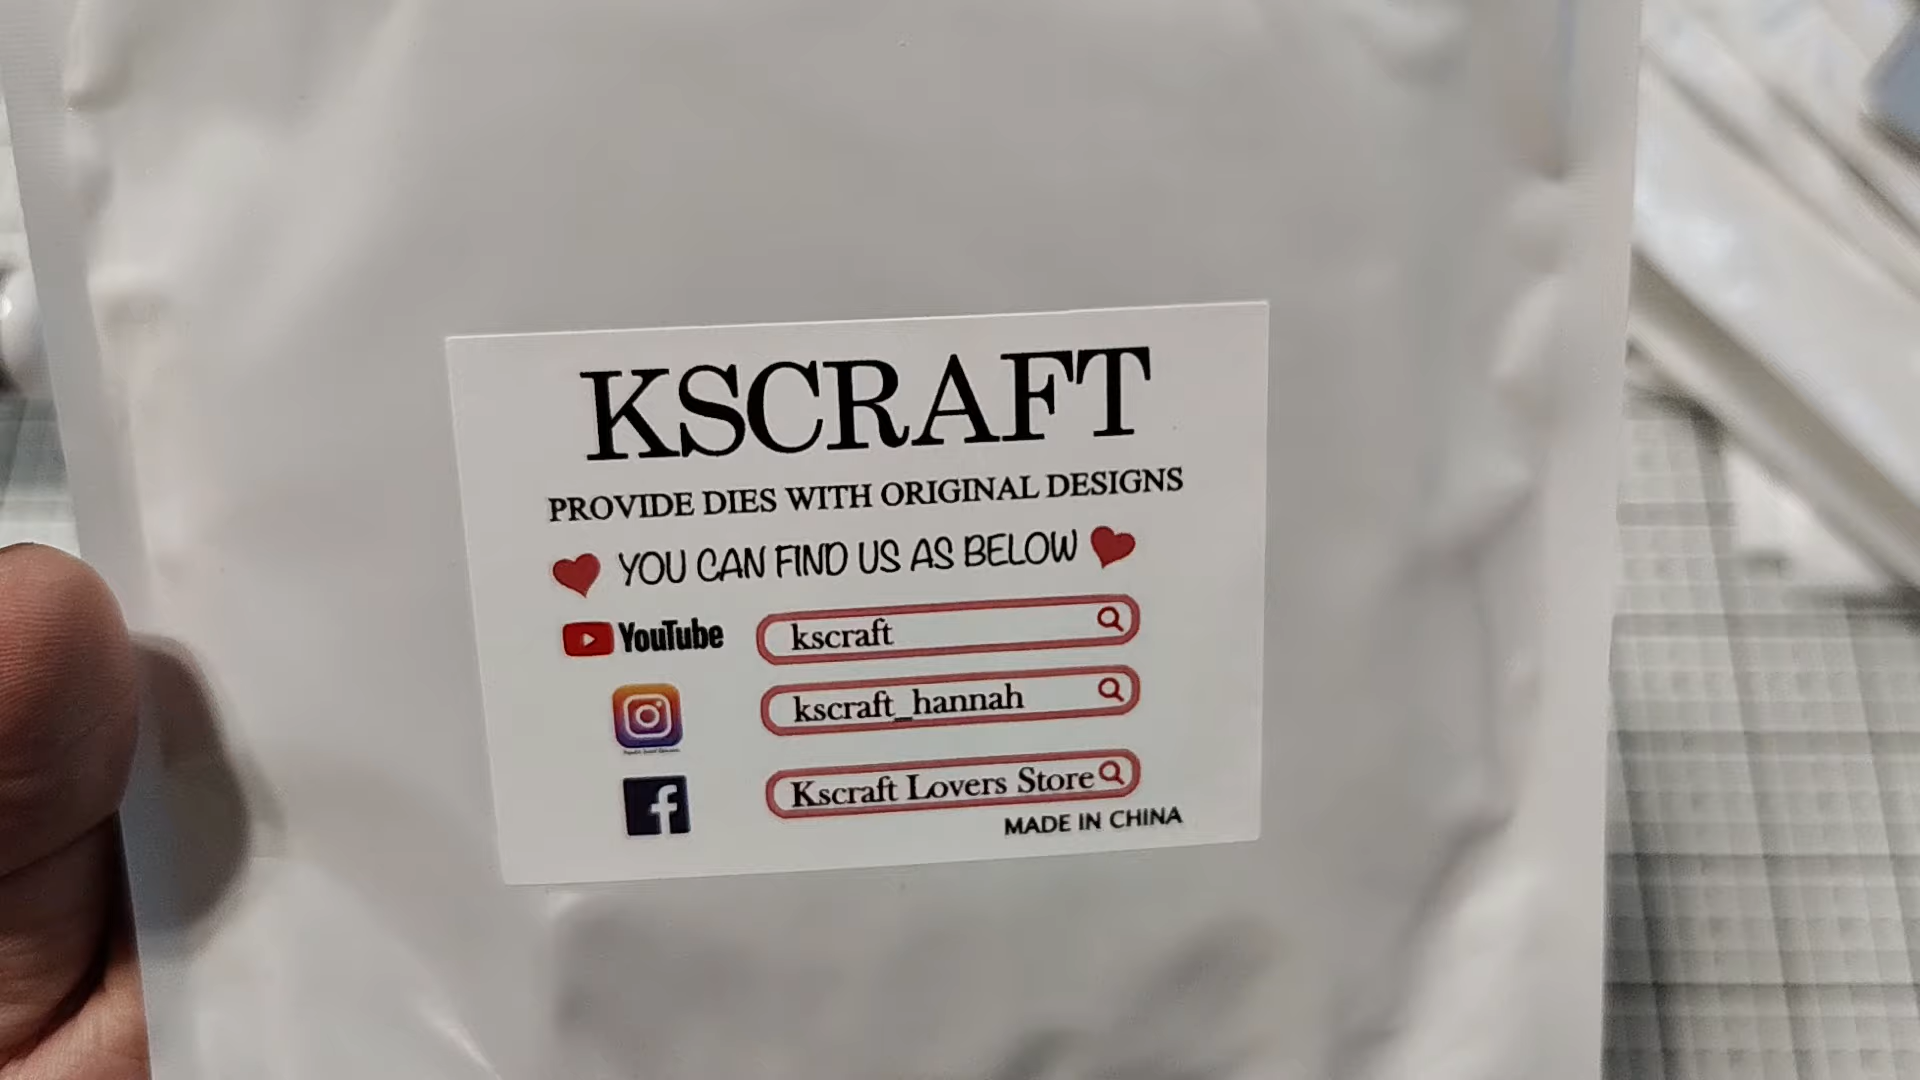 KSCRAFT
PROVIDE DIES WITH ORIGINAL DESIGNS
YOU CAN FIND US AS BELOW
YouTube kscraft
kscraft_hannah
f Kscraft Lovers Store
MADE IN CHINA